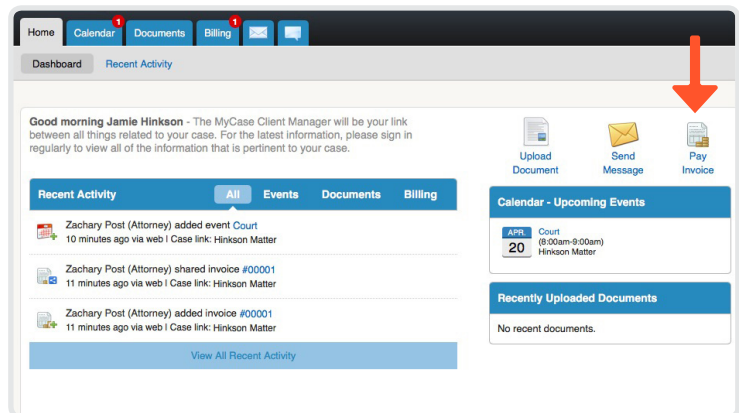 Home Calendar 1 Documents Billing 1
Dashboard Recent Activity
Good morning Jamie Hinkson - The MyCase Client Manager will be your link
between all things related to your case. For the latest information, please sign in
regularly to view all of the information that is pertinent to your case.
Upload Document
Send Message
Pay Invoice
Recent Activity All Events Documents Billing
Zachary Post (Attorney) added event Court
10 minutes ago via web | Case link: Hinkson Matter
Zachary Post (Attorney) shared invoice #00001
11 minutes ago via web | Case link: Hinkson Matter
Zachary Post (Attorney) added invoice #00001
11 minutes ago via web | Case link: Hinkson Matter
View All Recent Activity
Calendar - Upcoming Events
APR. 20
Court
(8:00am-9:00am)
Hinkson Matter
Recently Uploaded Documents
No recent documents.